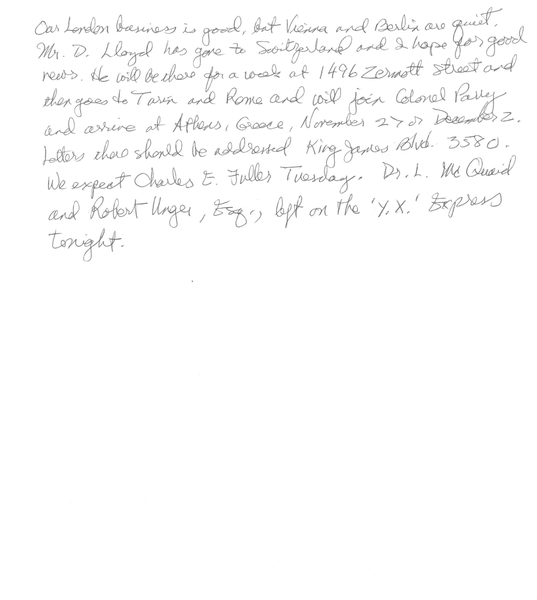 Our London business is good, but Vienna and Berlin are quiet.
Mr. D. Lloyd has gone to Switzerland and I hope for good
news. He will be there for a week at 1496 Zermott Street and
then goes to Turin and Rome and will join Colonel Parry
and arrive at Athens, Greece, November 27 or December 2.
Letters there should be addressed King James Blvd. 3580.
We expect Charles E. Fuller Tuesday. Dr. L. McQuaid
and Robert Unger, Esq., left on the 'Y.X.' Express
tonight.